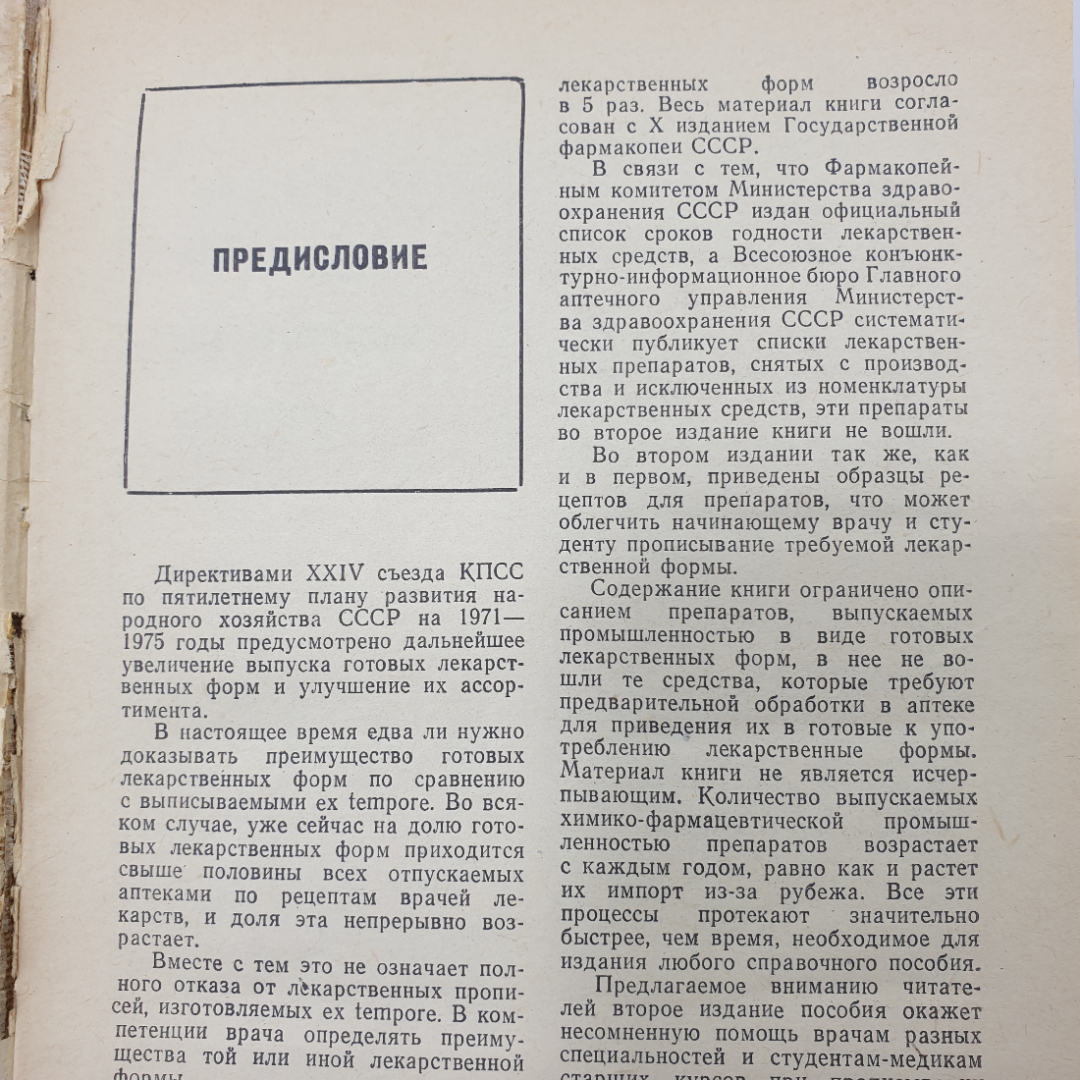 ПРЕДИСЛОВИЕ
Директивами XXIV съезда КПСС
по пятилетнему плану развития на-
родного хозяйства СССР на 1971—
1975 годы предусмотрено дальнейшее
увеличение выпуска готовых лекарст-
венных форм и улучшение их ассор-
тимента.
В настоящее время едва ли нужно
доказывать преимущество готовых
лекарственных форм по сравнению
с выписываемыми ex tempore. Во вся-
ком случае, уже сейчас на долю гото-
вых лекарственных форм приходится
свыше половины всех отпускаемых
аптеками по рецептам врачей ле-
карств, и доля эта непрерывно воз-
растает.
Вместе с тем это не означает пол-
ного отказа от лекарственных пропи-
сей, изготовляемых ex tempore. В ком-
петенции врача определять преиму-
щества той или иной лекарственной
формы.
лекарственных форм возросло
в 5 раз. Весь материал книги согла-
сован с X изданием Государственной
фармакопеи СССР.
В связи с тем, что Фармакопей-
ным комитетом Министерства здраво-
охранения СССР издан официальный
список сроков годности лекарствен-
ных средств, а Всесоюзное конъюнк-
турно-информационное бюро Главного
аптечного управления Министерст-
ва здравоохранения СССР системати-
чески публикует списки лекарствен-
ных препаратов, снятых с производ-
ства и исключенных из номенклатуры
лекарственных средств, эти препараты
во второе издание книги не вошли.
Во втором издании так же, как
и в первом, приведены образцы ре-
цептов для препаратов, что может
облегчить начинающему врачу и сту-
денту прописывание требуемой лекар-
ственной формы.
Содержание книги ограничено опи-
санием препаратов, выпускаемых
промышленностью в виде готовых
лекарственных форм, в нее не во-
шли те средства, которые требуют
предварительной обработки в аптеке
для приведения их в готовые к упо-
треблению лекарственные формы.
Материал книги не является исчер-
пывающим. Количество выпускаемых
химико-фармацевтической промыш-
ленностью препаратов возрастает
с каждым годом, равно как и растет
их импорт из-за рубежа. Все эти
процессы протекают значительно
быстрее, чем время, необходимое для
издания любого справочного пособия.
Предлагаемое вниманию читате-
лей второе издание пособия окажет
несомненную помощь врачам разных
специальностей и студентам-медикам
старших курсов при